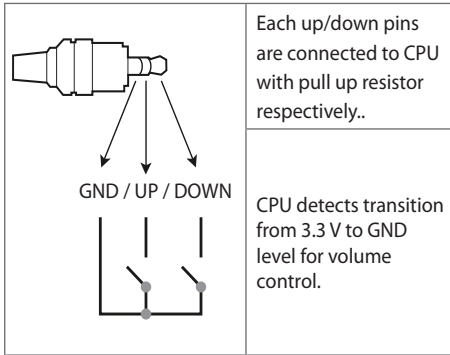 Each up/down pins
are connected to CPU
with pull up resistor
respectively..
GND / UP / DOWN
CPU detects transition
from 3.3 V to GND
level for volume
control.